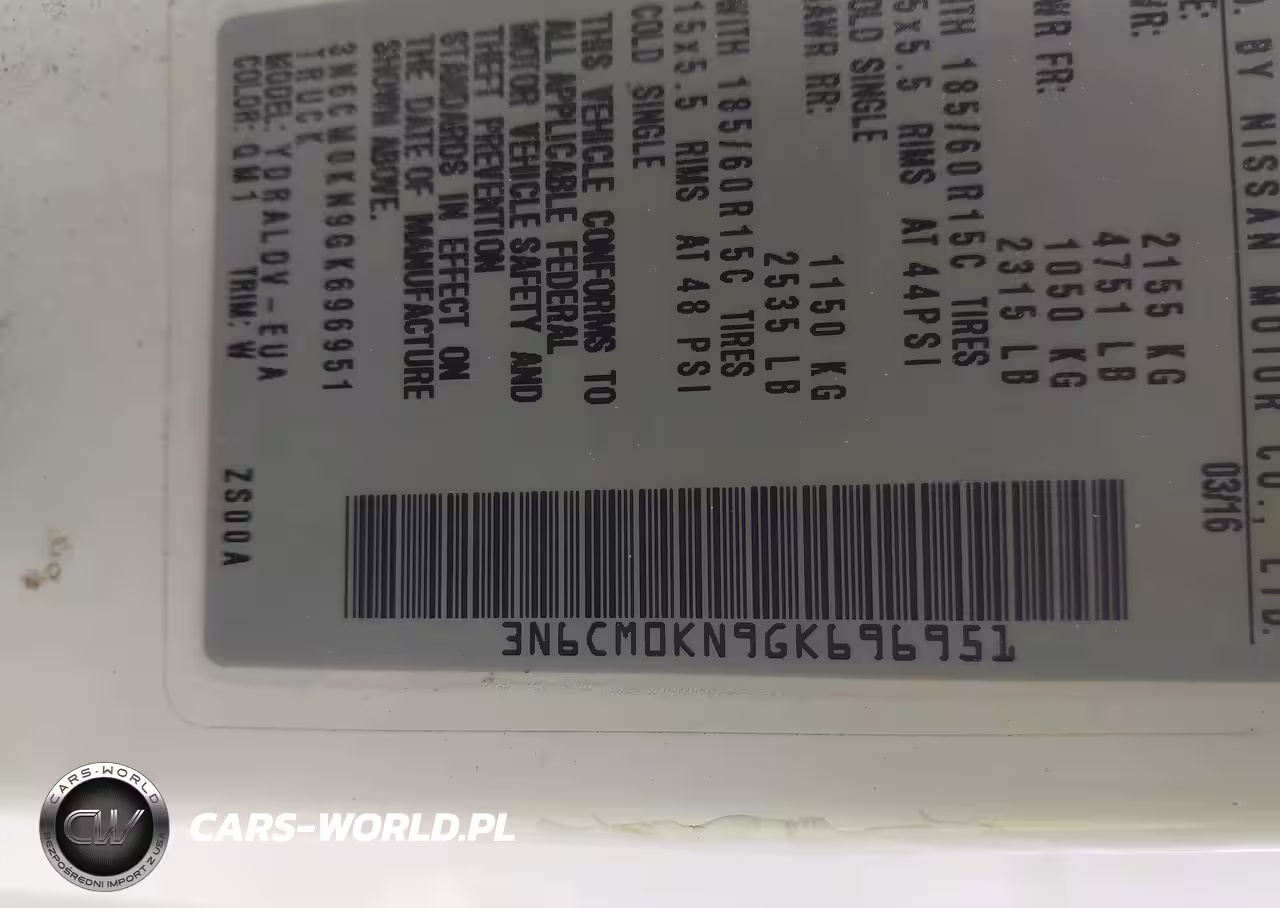 D. BY NISSAN MOTOR CO., LTD.
03/16
2155 KG
4751 LB
WR FR:
1050 KG
2315 LB
ITH 185/60R15C TIRES
5x5.5 RIMS AT 44PSI
OLD SINGLE
AWR RR:
1150 KG
2535 LB
WITH 185/60R15C TIRES
15x5.5 RIMS AT 48 PSI
COLD SINGLE
THIS VEHICLE CONFORMS TO
ALL APPLICABLE FEDERAL
MOTOR VEHICLE SAFETY AND
THEFT PREVENTION
STANDARDS IN EFFECT ON
THE DATE OF MANUFACTURE
SHOWN ABOVE.
3N6CM0KN9GK696951
TRUCK
MODEL: YDRALDV-EUA
COLOR: QM1 TRIM: W ZS00A
3N6CM0KN9GK696951
CARS-WORLD
CW
BEZPOŚREDNI IMPORT Z USA
CARS-WORLD.PL